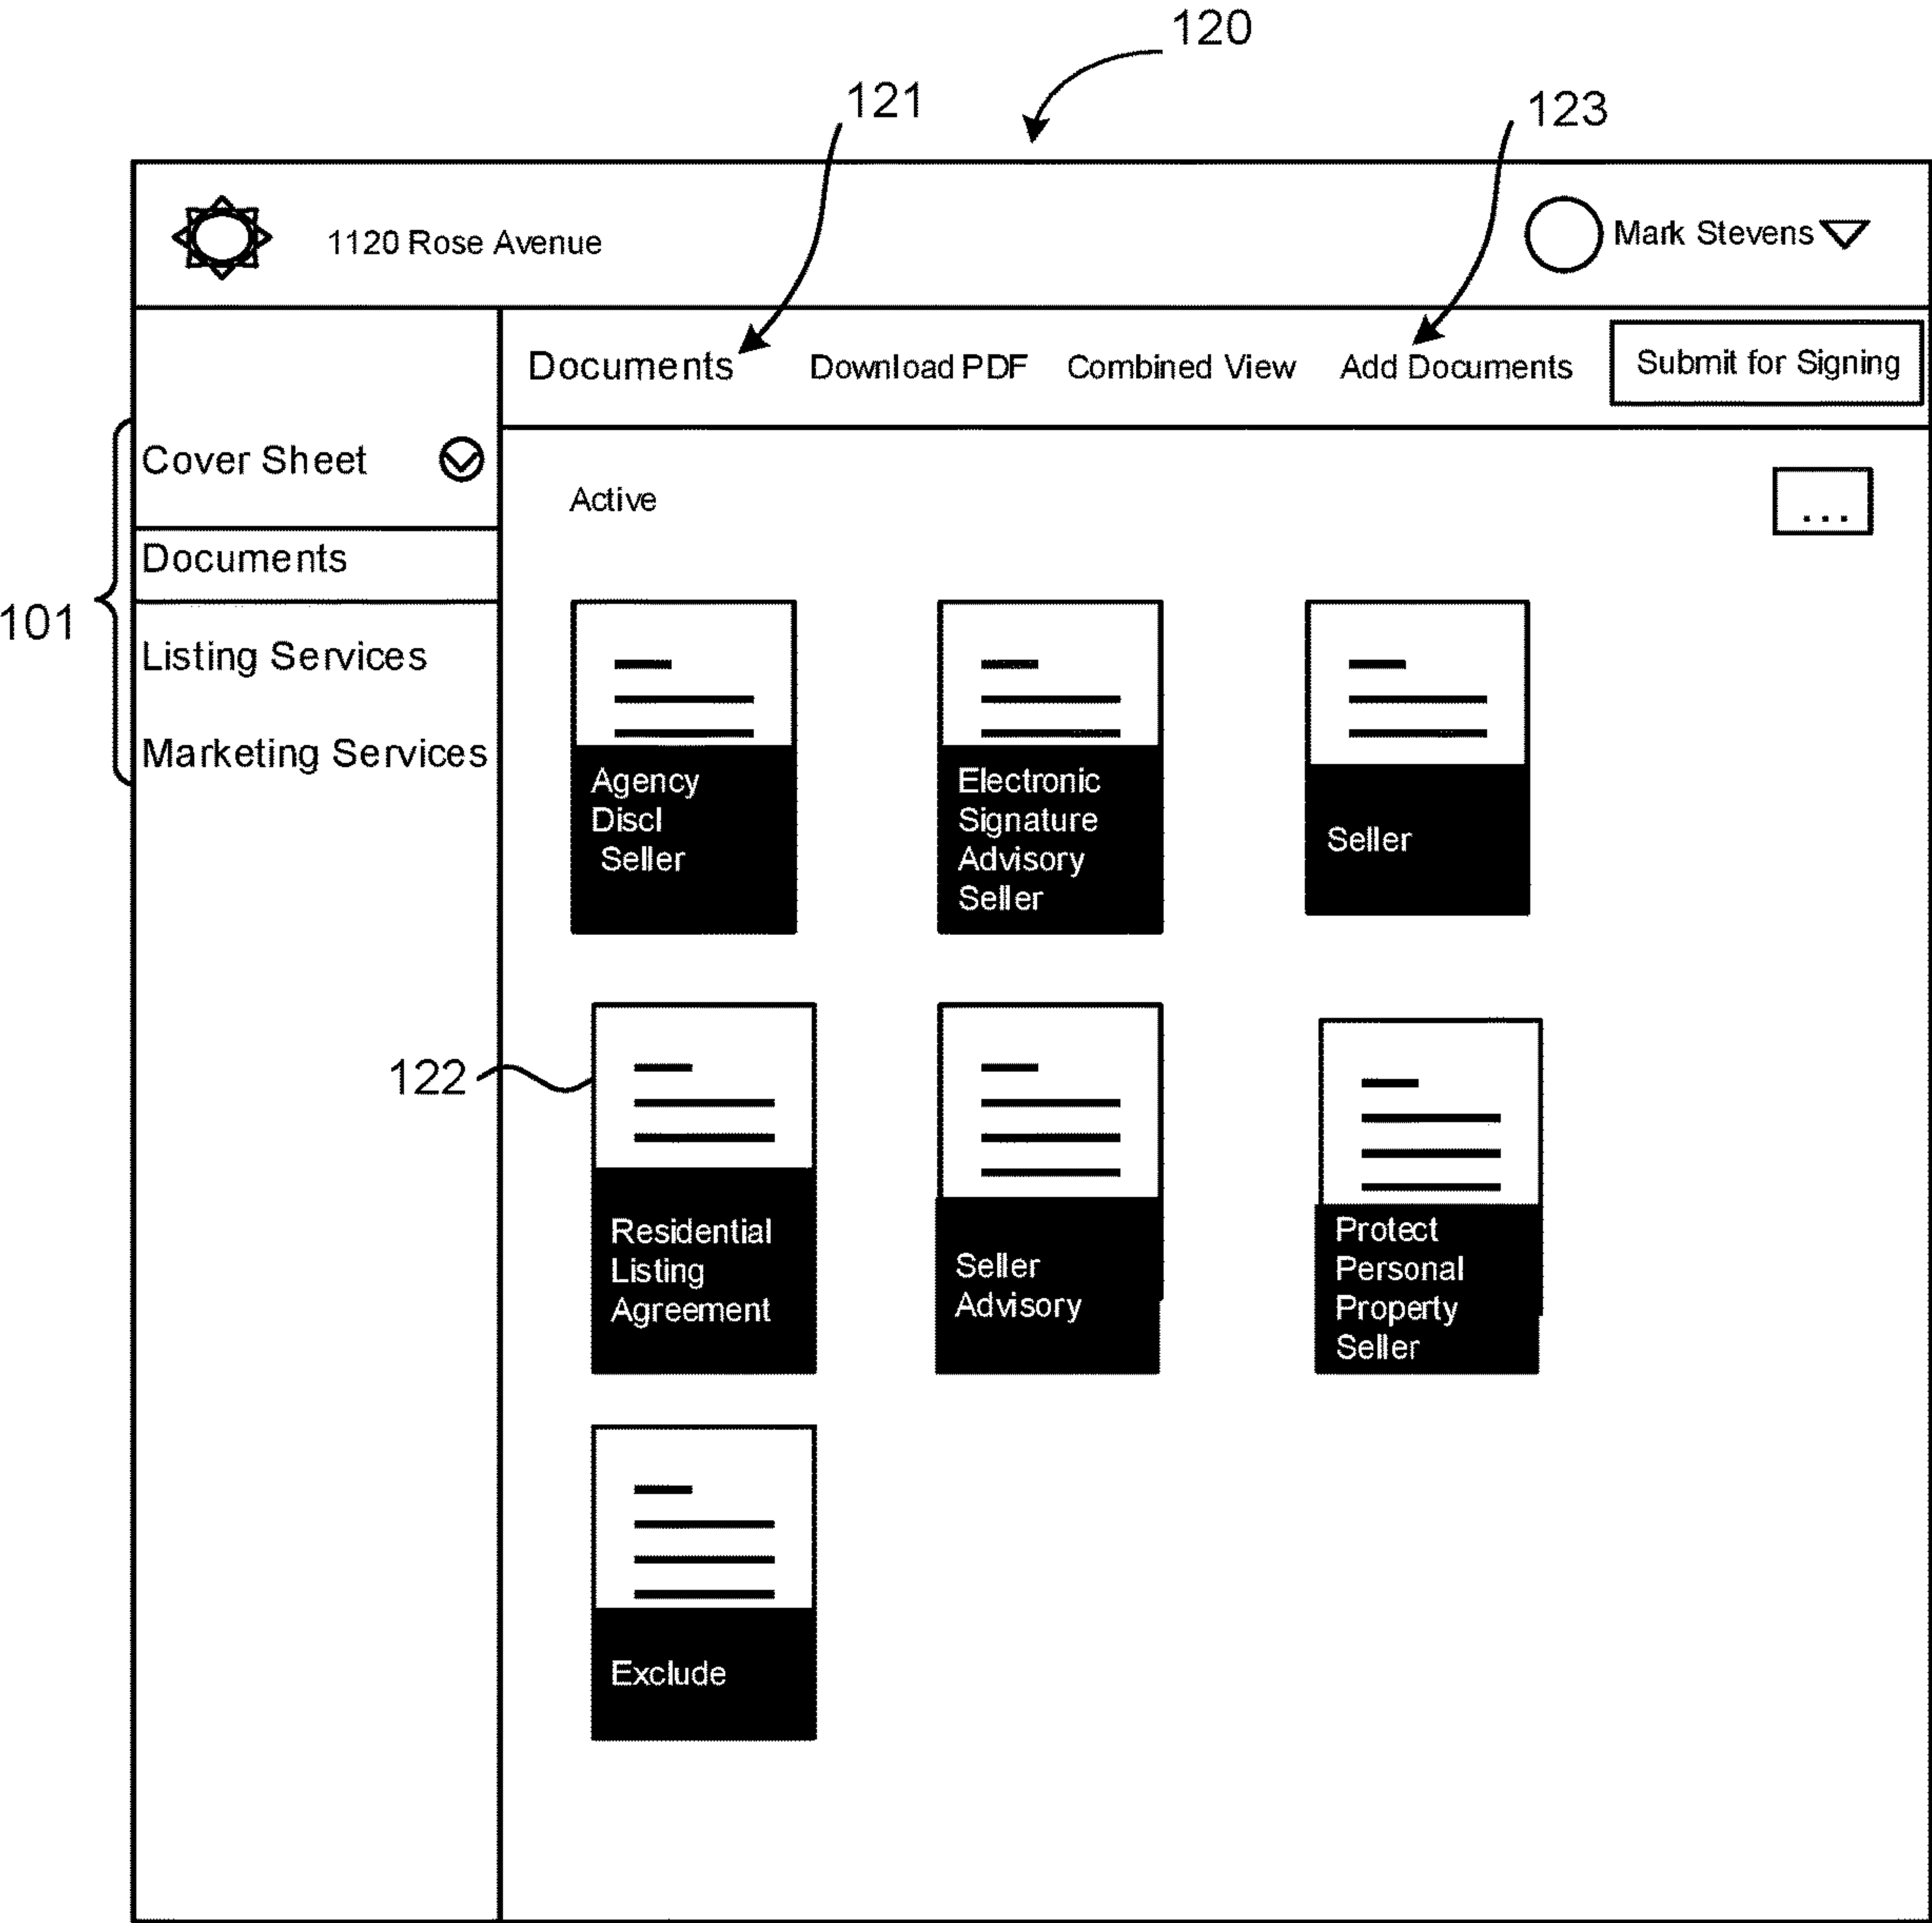 120
121
123
1120 Rose Avenue
Mark Stevens
Documents
Download PDF
Combined View
Add Documents
Submit for Signing
101
Cover Sheet
Documents
Listing Services
Marketing Services
Active
...
Agency
Discl
Seller
Electronic
Signature
Advisory
Seller
Seller
122
Residential
Listing
Agreement
Seller
Advisory
Protect
Personal
Property
Seller
Exclude